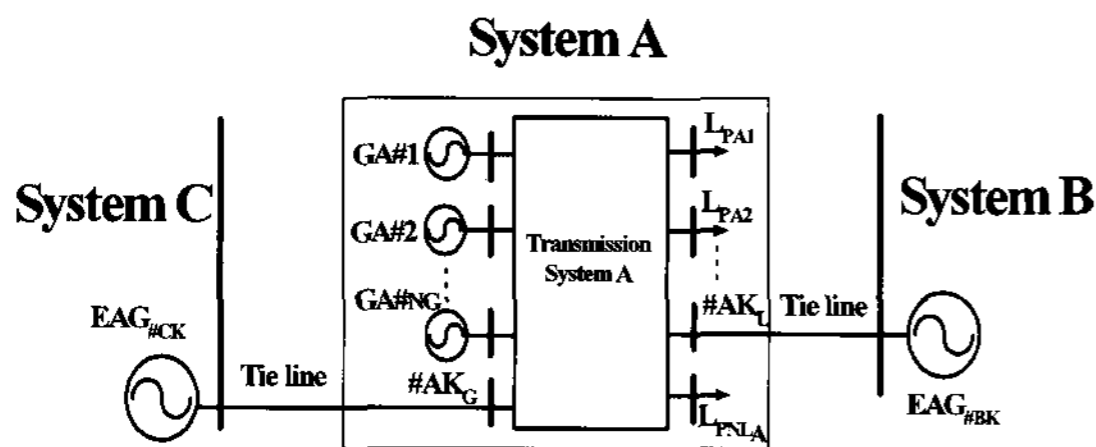 System A
GA#1
L_PA1
System C
GA#2
L_PA2
System B
Transmission
System A
GA#NG
#AK_L
Tie line
EAG_#CK
Tie line
#AK_G
L_PNLA
EAG_#BK